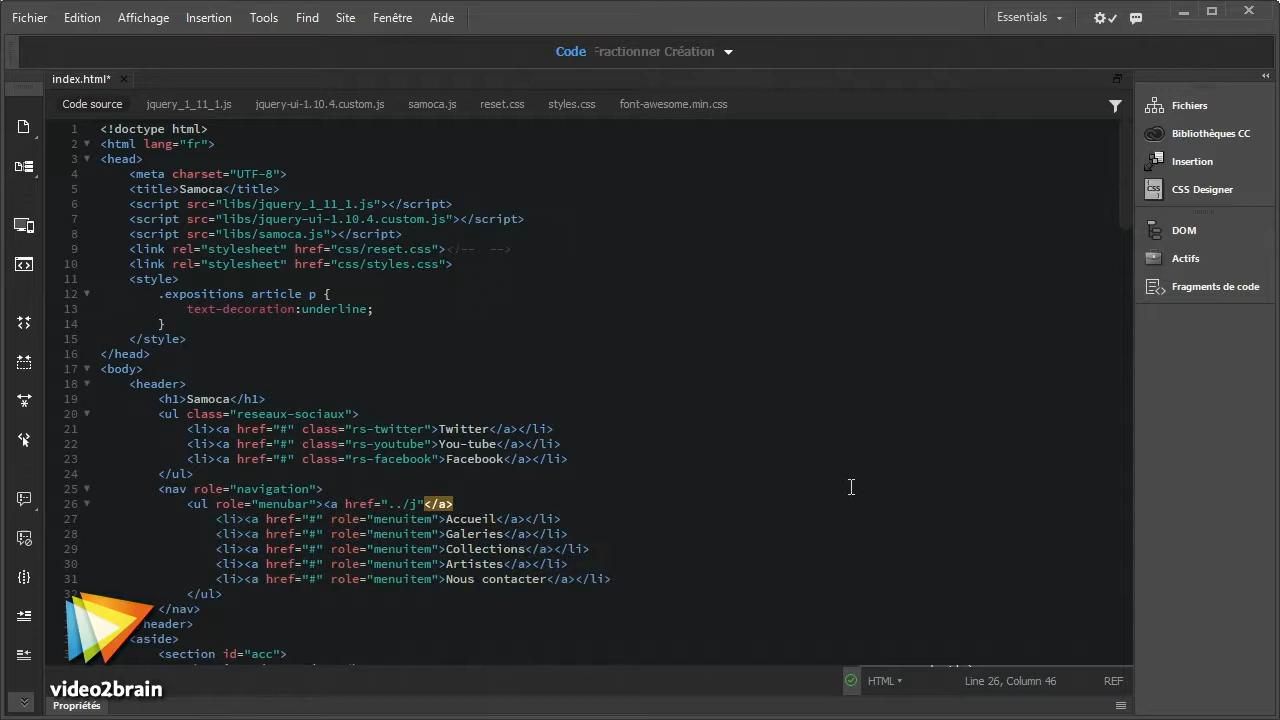 Fichier Edition Affichage Insertion Tools Find Site Fenêtre Aide Essentials
Code Fractionner Création
index.html*
Code source jquery_1_11_1.js jquery-ui-1.10.4.custom.js samoca.js reset.css styles.css font-awesome.min.css
1 <!doctype html>
2 <html lang="fr">
3 <head>
4 <meta charset="UTF-8">
5 <title>Samoca</title>
6 <script src="libs/jquery_1_11_1.js"></script>
7 <script src="libs/jquery-ui-1.10.4.custom.js"></script>
8 <script src="libs/samoca.js"></script>
9 <link rel="stylesheet" href="css/reset.css"><!-- -->
10 <link rel="stylesheet" href="css/styles.css">
11 <style>
12 .expositions article p {
13 text-decoration:underline;
14 }
15 </style>
16 </head>
17 <body>
18 <header>
19 <h1>Samoca</h1>
20 <ul class="reseaux-sociaux">
21 <li><a href="#" class="rs-twitter">Twitter</a></li>
22 <li><a href="#" class="rs-youtube">You-tube</a></li>
23 <li><a href="#" class="rs-facebook">Facebook</a></li>
24 </ul>
25 <nav role="navigation">
26 <ul role="menubar"><a href="../j"</a>
27 <li><a href="#" role="menuitem">Accueil</a></li>
28 <li><a href="#" role="menuitem">Galeries</a></li>
29 <li><a href="#" role="menuitem">Collections</a></li>
30 <li><a href="#" role="menuitem">Artistes</a></li>
31 <li><a href="#" role="menuitem">Nous contacter</a></li>
</ul>
</nav>
header>
<aside>
<section id="acc">
HTML Line 26, Column 46 REF
Propriétés
video2brain
Fichiers
Bibliothèques CC
Insertion
CSS Designer
DOM
Actifs
Fragments de code